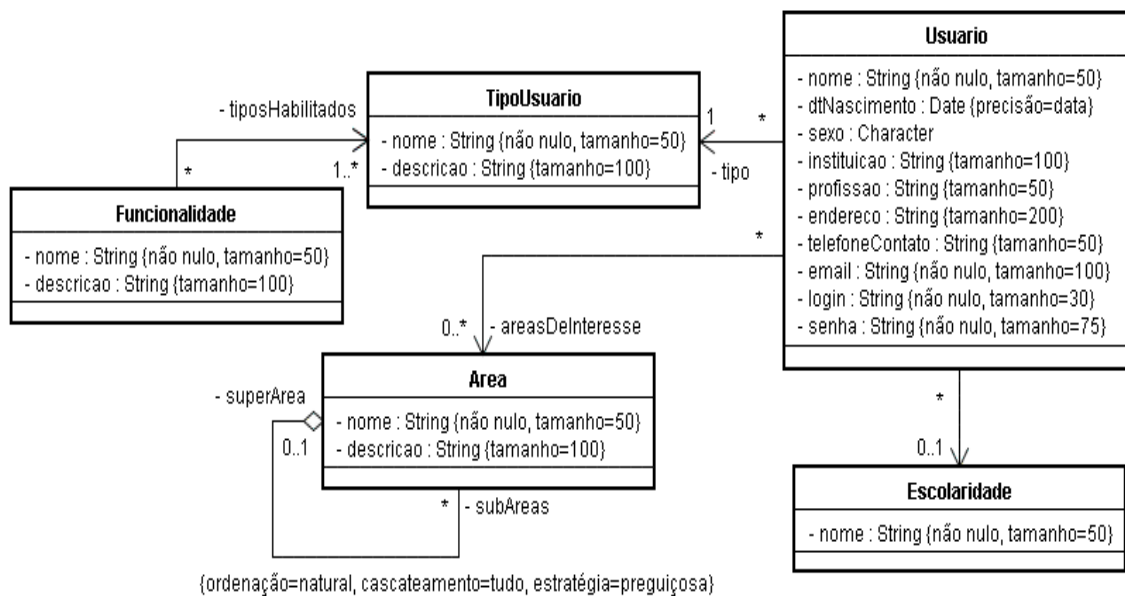 Usuario
- nome : String {não nulo, tamanho=50}
- dtNascimento : Date {precisão=data}
- sexo : Character
- instituicao : String {tamanho=100}
- profissao : String {tamanho=50}
- endereco : String {tamanho=200}
- telefoneContato : String {tamanho=50}
- email : String {não nulo, tamanho=100}
- login : String {não nulo, tamanho=30}
- senha : String {não nulo, tamanho=75}
TipoUsuario
- nome : String {não nulo, tamanho=50}
- descricao : String {tamanho=100}
- tiposHabilitados
*
1..*
1
*
- tipo
Funcionalidade
- nome : String {não nulo, tamanho=50}
- descricao : String {tamanho=100}
*
0..*
- areasDeInteresse
Area
- nome : String {não nulo, tamanho=50}
- descricao : String {tamanho=100}
- superArea
0..1
*
- subAreas
{ordenação=natural, cascateamento=tudo, estratégia=preguiçosa}
*
0..1
Escolaridade
- nome : String {não nulo, tamanho=50}